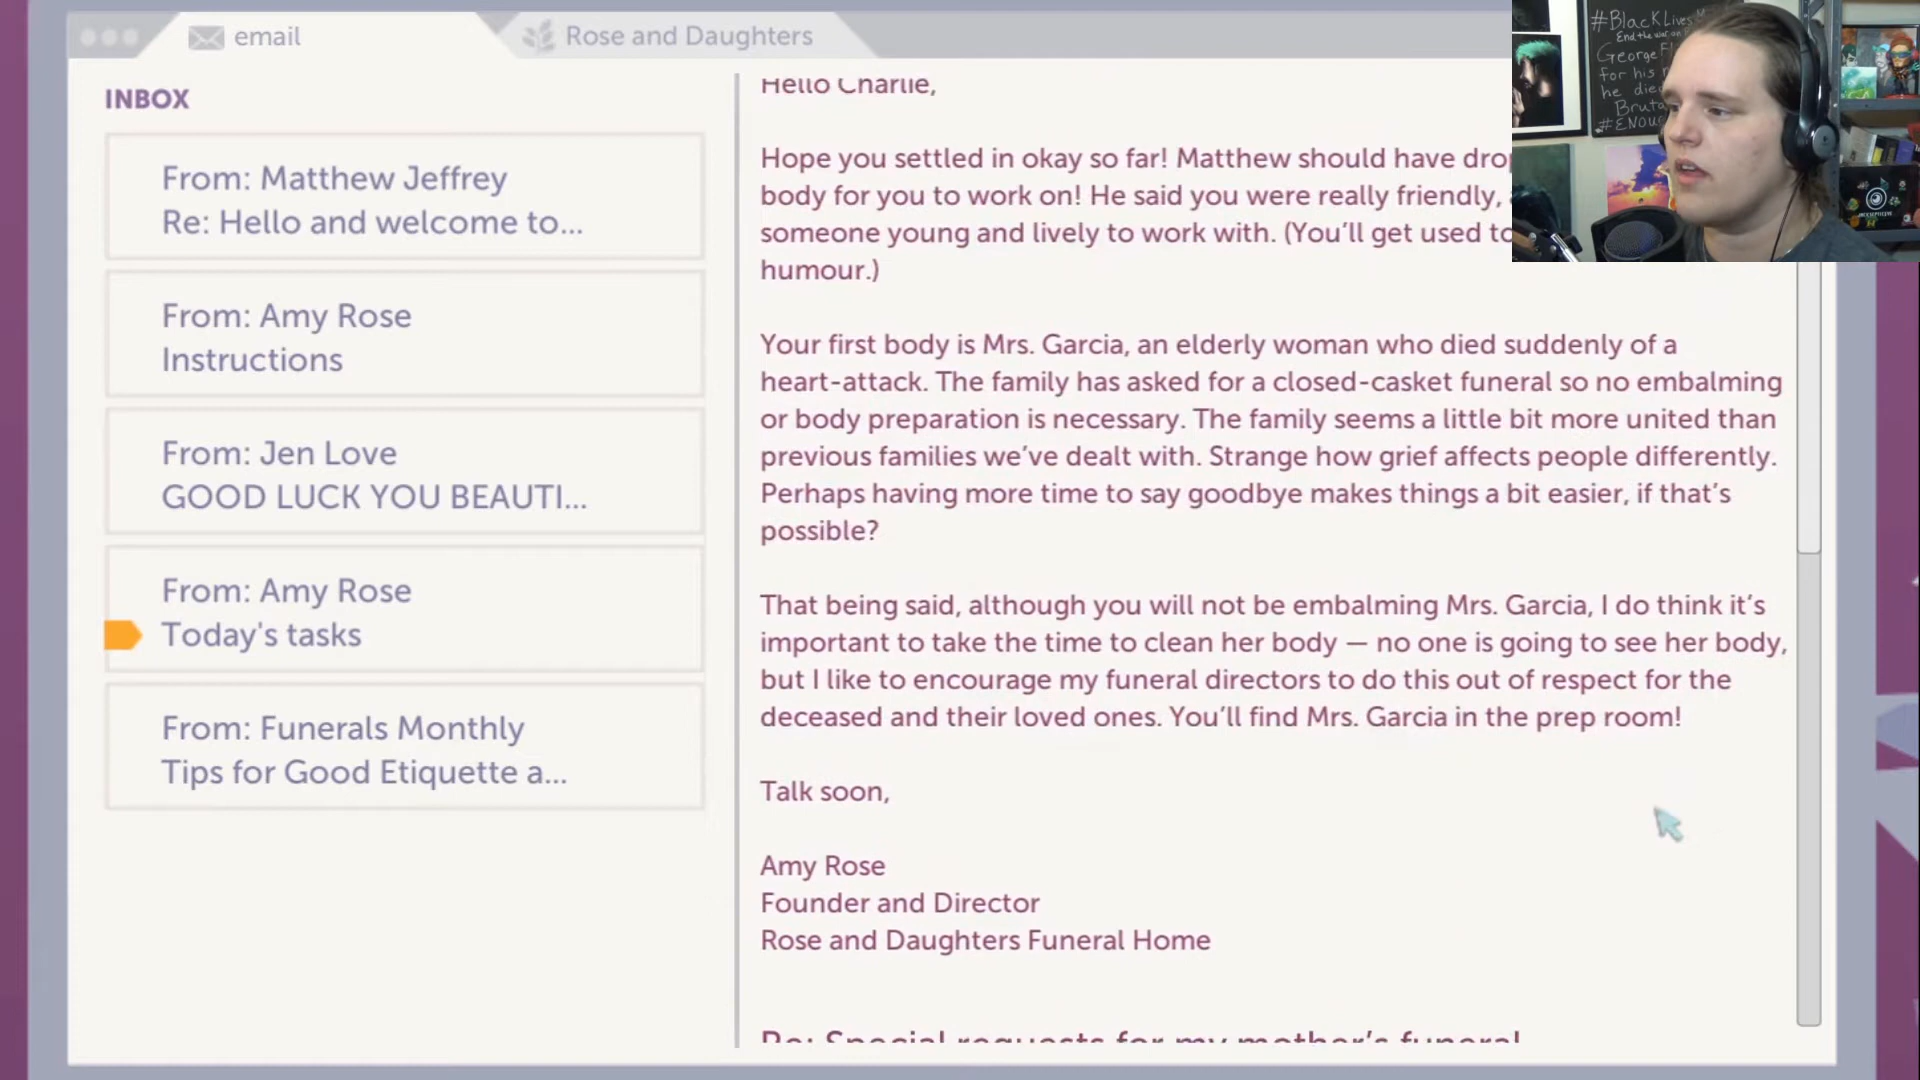 email
Rose and Daughters
INBOX
From: Matthew Jeffrey
Re: Hello and welcome to...
From: Amy Rose
Instructions
From: Jen Love
GOOD LUCK YOU BEAUTI...
From: Amy Rose
Today's tasks
From: Funerals Monthly
Tips for Good Etiquette a...
Hello Charlie,
Hope you settled in okay so far! Matthew should have
body for you to work on! He said you were really friendly,
someone young and lively to work with. (You'll get used to
humour.)
Your first body is Mrs. Garcia, an elderly woman who died suddenly of a
heart-attack. The family has asked for a closed-casket funeral so no embalming
or body preparation is necessary. The family seems a little bit more united than
previous families we've dealt with. Strange how grief affects people differently.
Perhaps having more time to say goodbye makes things a bit easier, if that's
possible?
That being said, although you will not be embalming Mrs. Garcia, I do think it's
important to take the time to clean her body — no one is going to see her body,
but I like to encourage my funeral directors to do this out of respect for the
deceased and their loved ones. You'll find Mrs. Garcia in the prep room!
Talk soon,
Amy Rose
Founder and Director
Rose and Daughters Funeral Home
Re: Special requests for my mother's funeral
#BlackLives
End the war on
George
for his
he died